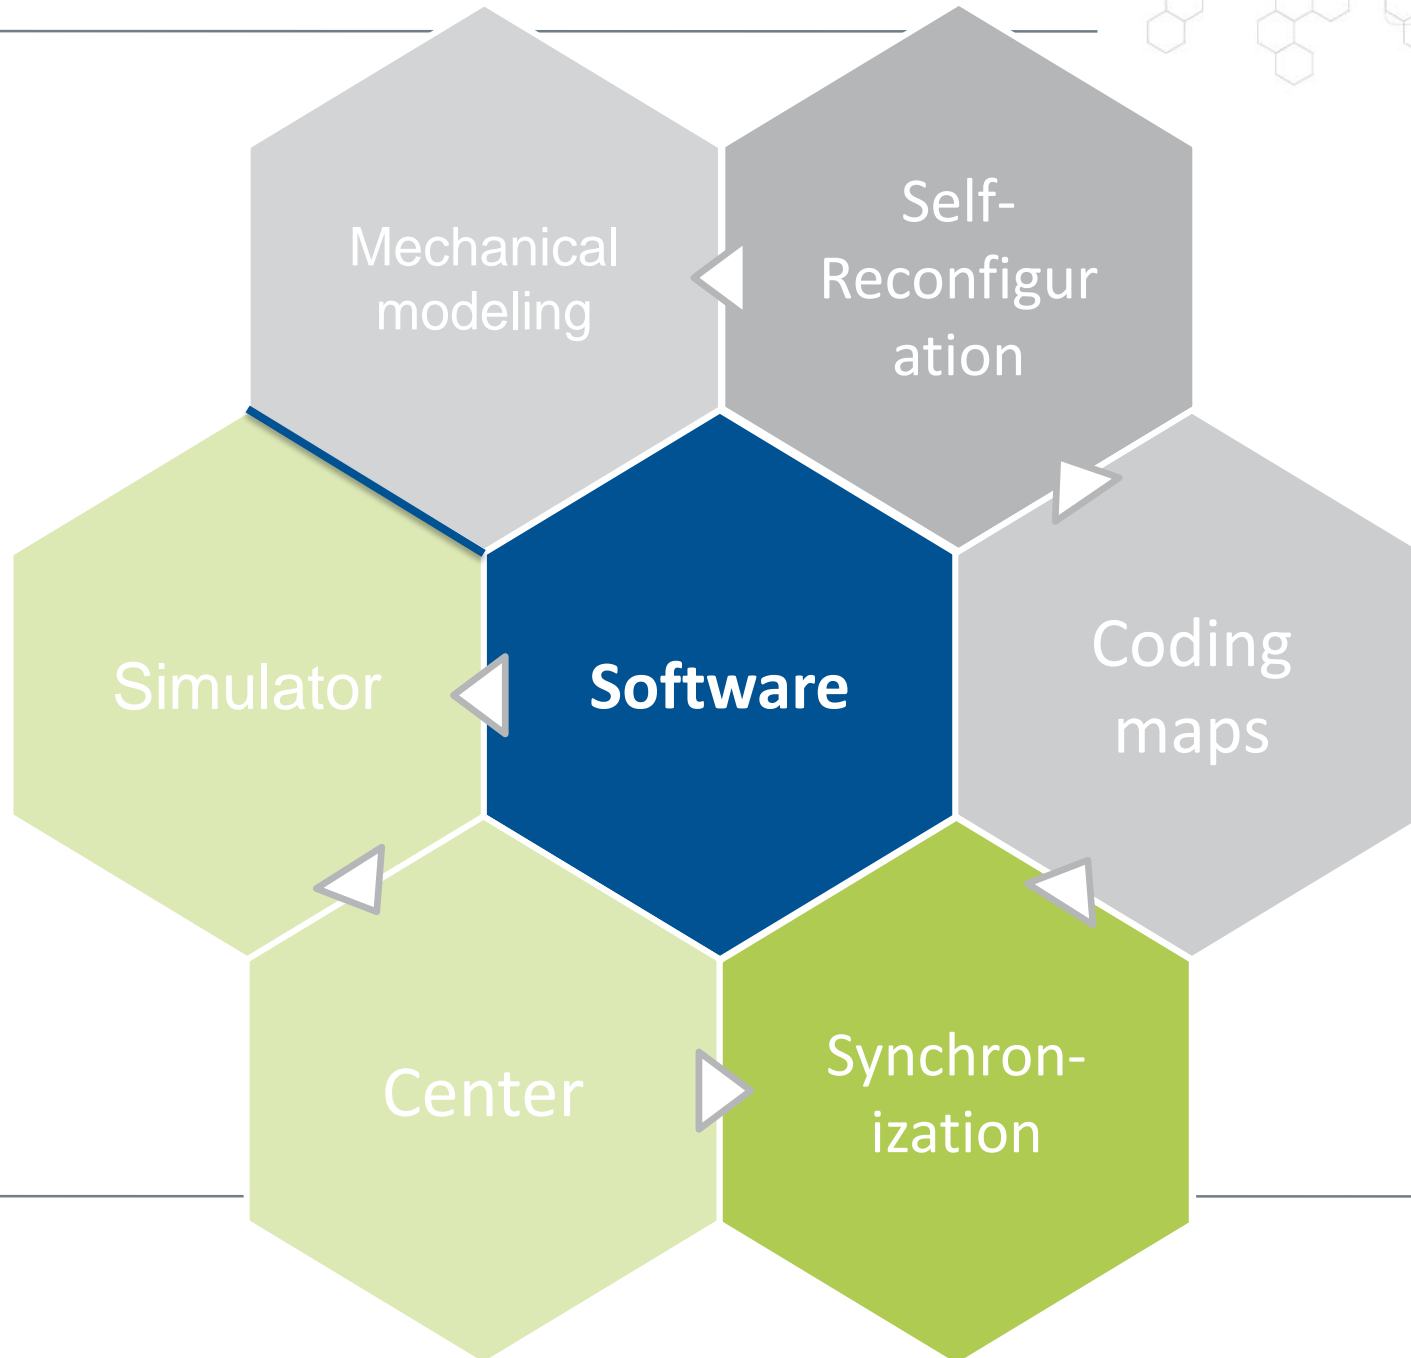 Mechanical
modeling
Self-
Reconfigur
ation
Simulator
Software
Coding
maps
Center
Synchron-
ization